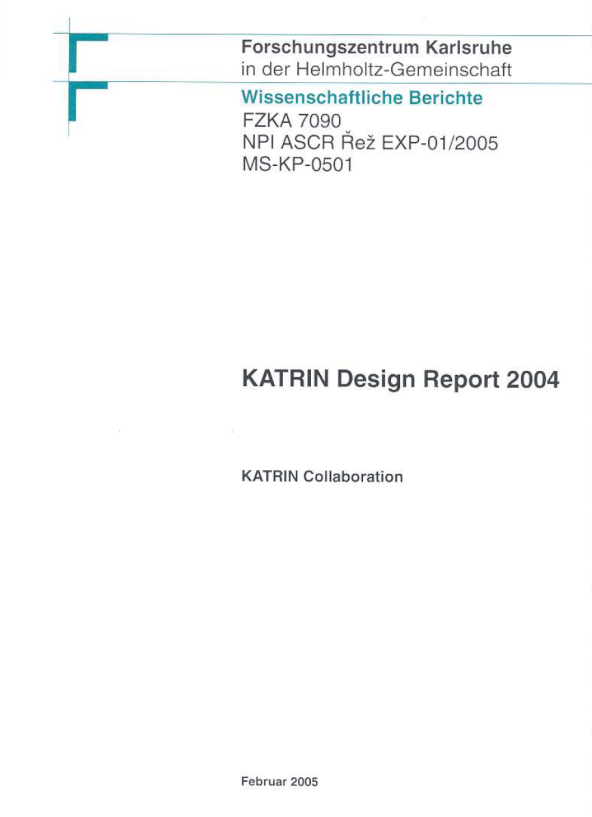 Forschungszentrum Karlsruhe
in der Helmholtz-Gemeinschaft
Wissenschaftliche Berichte
FZKA 7090
NPI ASCR Řež EXP-01/2005
MS-KP-0501
KATRIN Design Report 2004
KATRIN Collaboration
Februar 2005